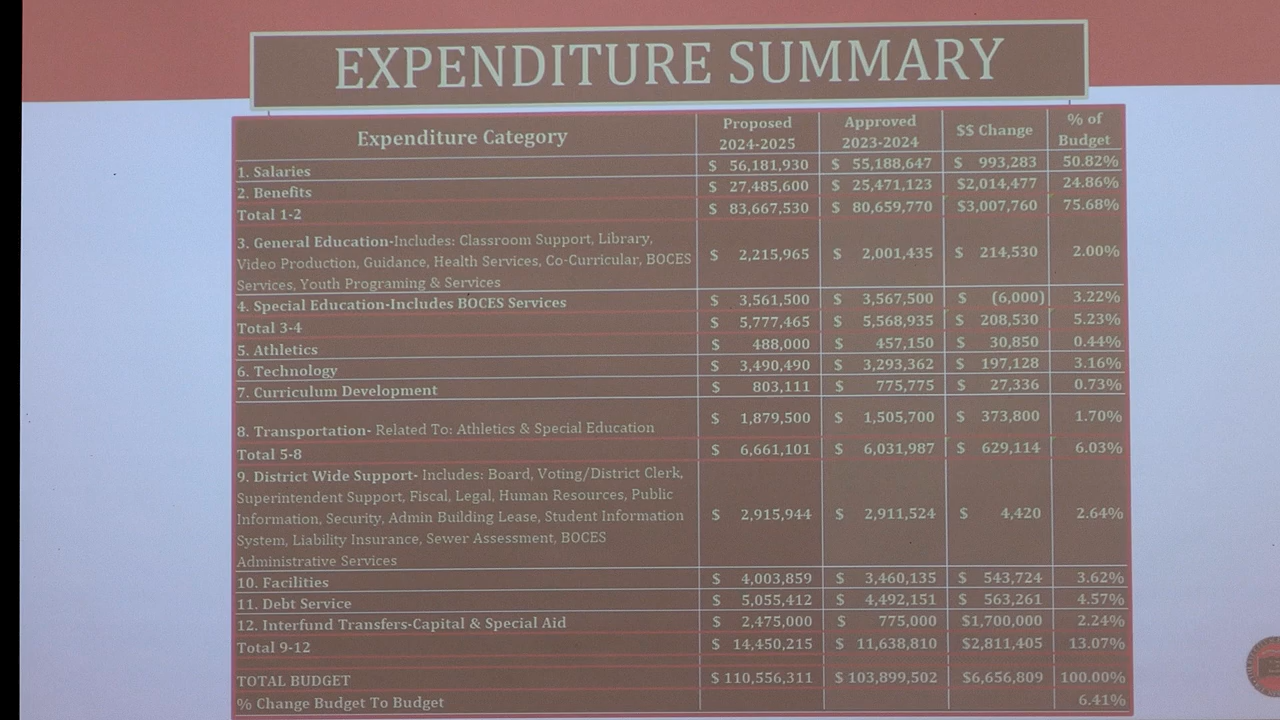 EXPENDITURE SUMMARY
Expenditure Category Proposed 2024-2025 Approved 2023-2024 $$ Change % of Budget
1. Salaries $ 56,181,930 $ 55,188,647 $ 993,283 50.82%
2. Benefits $ 27,485,600 $ 25,471,123 $2,014,477 24.86%
Total 1-2 $ 83,667,530 $ 80,659,770 $3,007,760 75.68%
3. General Education-Includes: Classroom Support, Library,
Video Production, Guidance, Health Services, Co-Curricular, BOCES
Services, Youth Programing & Services
$ 2,215,965 $ 2,001,435 $ 214,530 2.00%
4. Special Education-Includes BOCES Services $ 3,561,500 $ 3,567,500 $ (6,000) 3.22%
Total 3-4 $ 5,777,465 $ 5,568,935 $ 208,530 5.23%
5. Athletics $ 488,000 $ 457,150 $ 30,850 0.44%
6. Technology $ 3,490,490 $ 3,293,362 $ 197,128 3.16%
7. Curriculum Development $ 803,111 $ 775,775 $ 27,336 0.73%
8. Transportation- Related To: Athletics & Special Education $ 1,879,500 $ 1,505,700 $ 373,800 1.70%
Total 5-8 $ 6,661,101 $ 6,031,987 $ 629,114 6.03%
9. District Wide Support- Includes: Board, Voting/District Clerk,
Superintendent Support, Fiscal, Legal, Human Resources, Public
Information, Security, Admin Building Lease, Student Information
System, Liability Insurance, Sewer Assessment, BOCES
Administrative Services
$ 2,915,944 $ 2,911,524 $ 4,420 2.64%
10. Facilities $ 4,003,859 $ 3,460,135 $ 543,724 3.62%
11. Debt Service $ 5,055,412 $ 4,492,151 $ 563,261 4.57%
12. Interfund Transfers-Capital & Special Aid $ 2,475,000 $ 775,000 $1,700,000 2.24%
Total 9-12 $ 14,450,215 $ 11,638,810 $2,811,405 13.07%
TOTAL BUDGET $ 110,556,311 $ 103,899,502 $6,656,809 100.00%
% Change Budget To Budget 6.41%